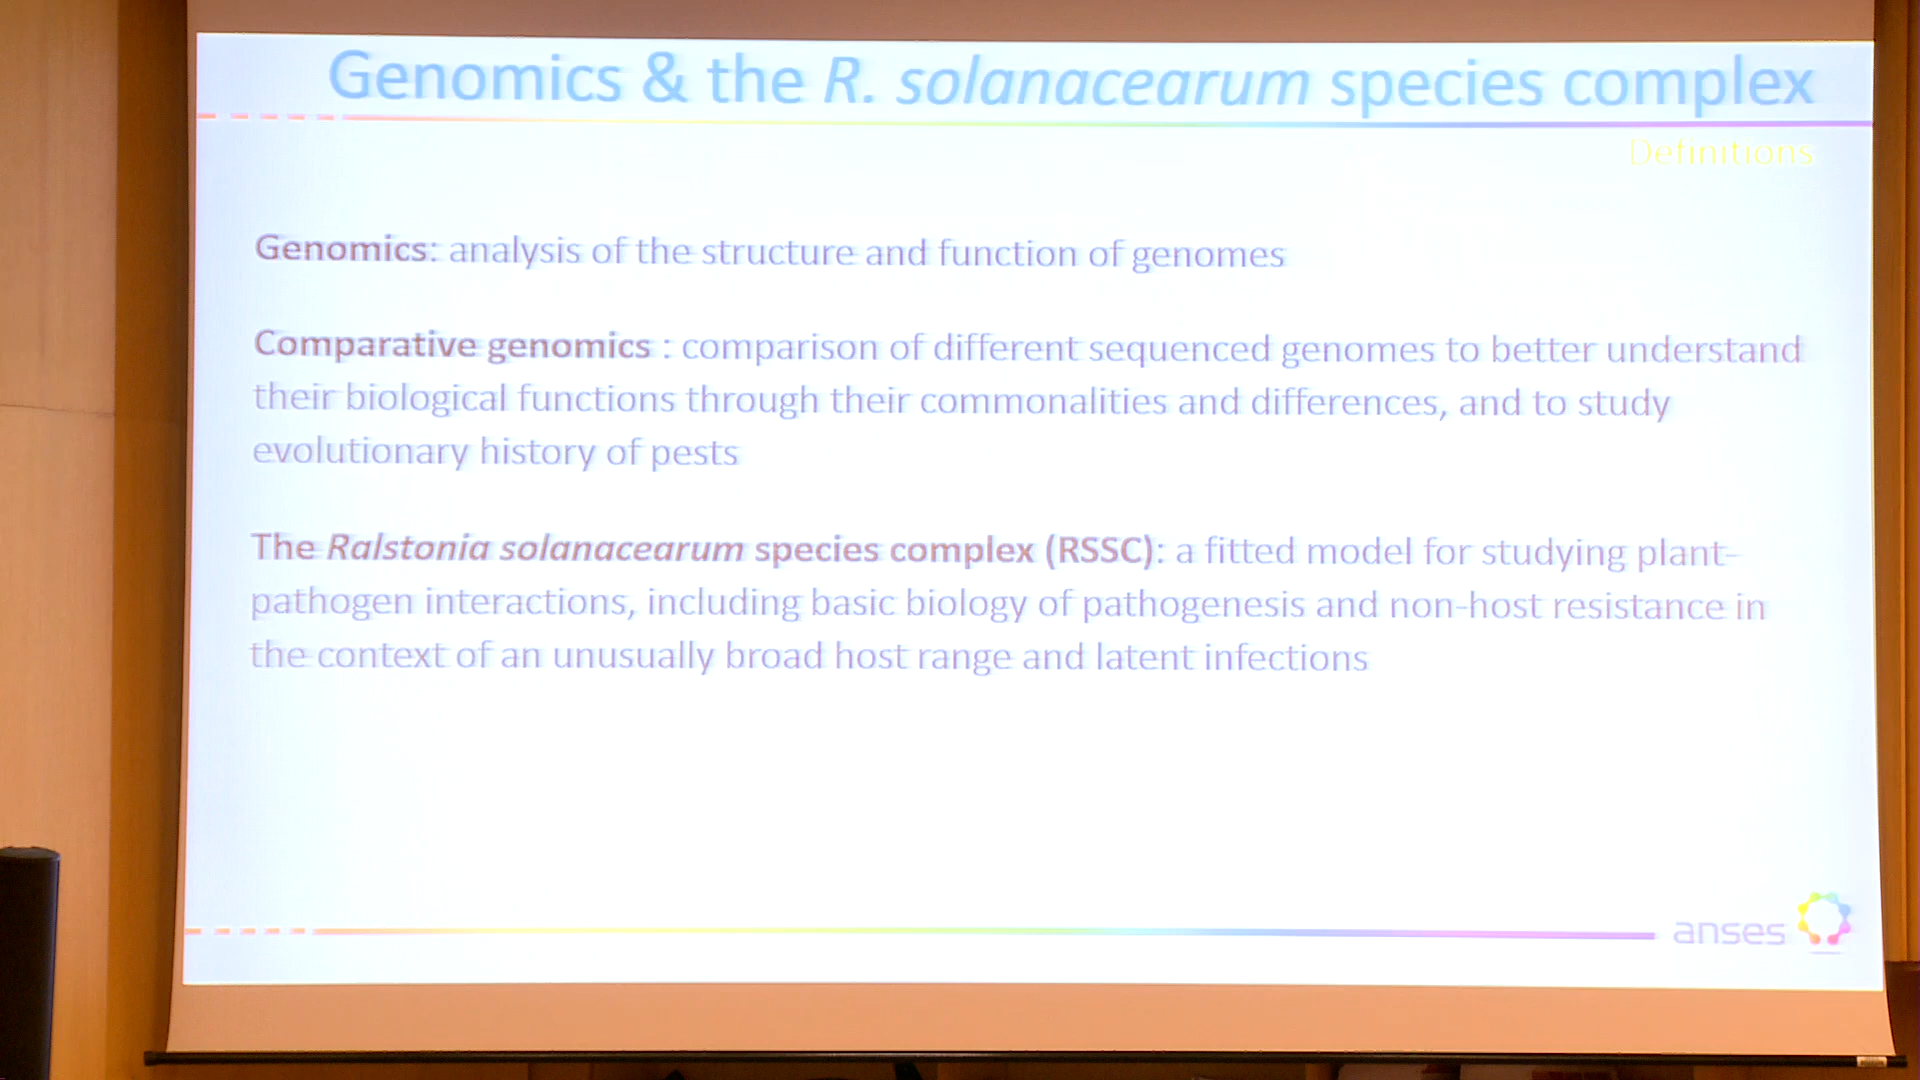 Genomics & the R. solanacearum species complex
Definitions
Genomics: analysis of the structure and function of genomes
Comparative genomics : comparison of different sequenced genomes to better understand
their biological functions through their commonalities and differences, and to study
evolutionary history of pests
The Ralstonia solanacearum species complex (RSSC): a fitted model for studying plant-
pathogen interactions, including basic biology of pathogenesis and non-host resistance in
the context of an unusually broad host range and latent infections
anses